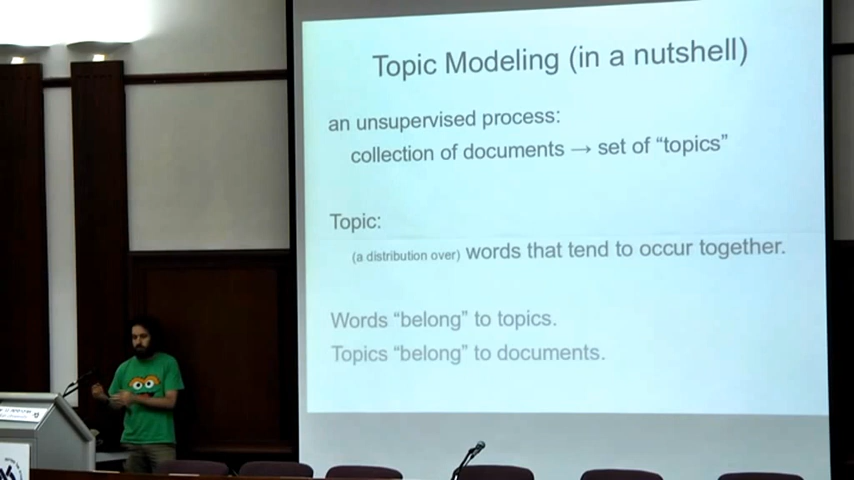 Topic Modeling (in a nutshell)
an unsupervised process:
collection of documents → set of “topics”
Topic:
(a distribution over) words that tend to occur together.
Words “belong” to topics.
Topics “belong” to documents.